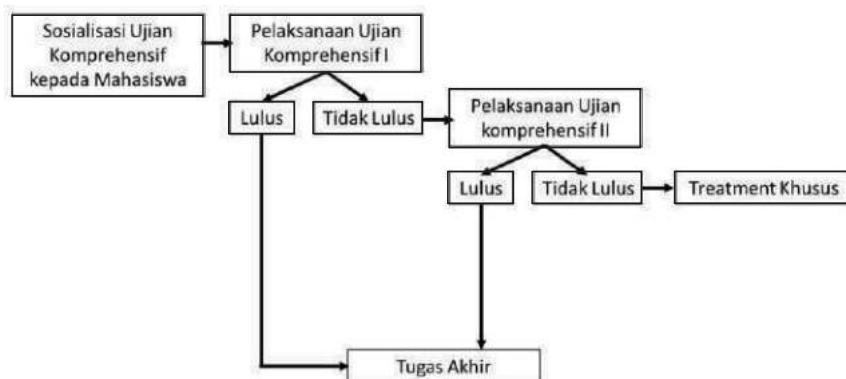 Sosialisasi Ujian
Komprehensif
kepada Mahasiswa
Pelaksanaan Ujian
Komprehensif I
Lulus
Tidak Lulus
Pelaksanaan Ujian
komprehensif II
Lulus
Tidak Lulus
Treatment Khusus
Tugas Akhir